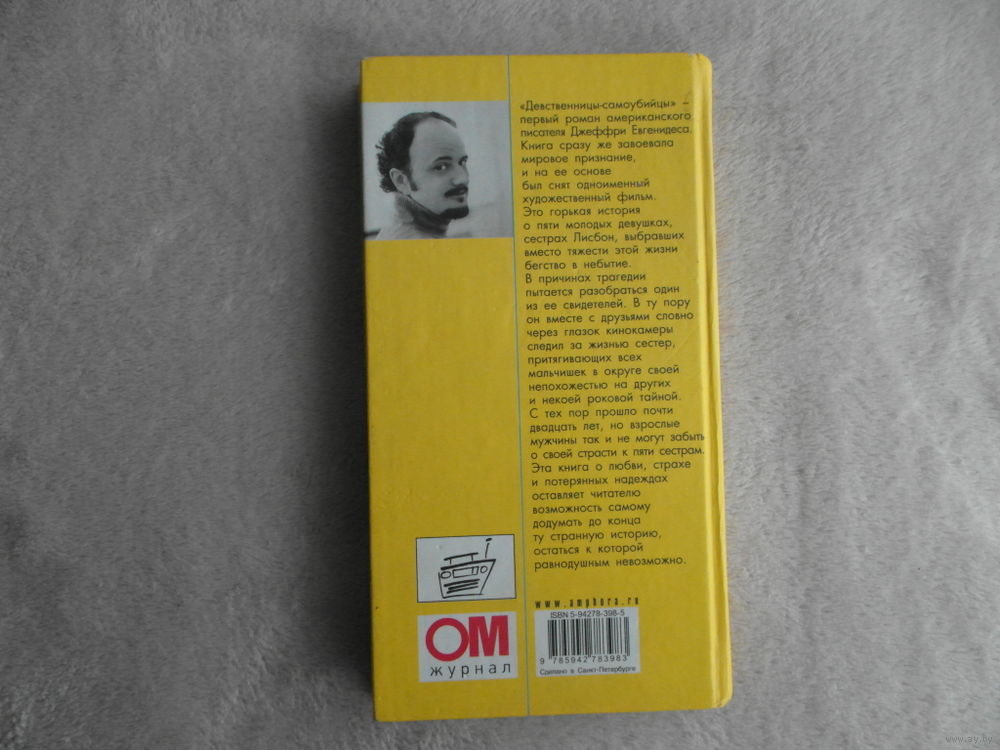 «Девственницы-самоубийцы» –
первый роман американского
писателя Джеффри Евгенидеса.
Книга сразу же завоевала
мировое признание,
и на ее основе
был снят одноименный
художественный фильм.
Это горькая история
о пяти молодых девушках,
сестрах Лисбон, выбравших
вместо тяжести этой жизни
бегство в небытие.
В причинах трагедии
пытается разобраться один
из ее свидетелей. В ту пору
он вместе с друзьями словно
через глазок кинокамеры
следил за жизнью сестер,
притягивающих всех
мальчишек в округе своей
непохожестью на других
и некоей роковой тайной.
С тех пор прошло почти
двадцать лет, но взрослые
мужчины так и не могут забыть
о своей страсти к пяти сестрам.
Эта книга о любви, страхе
и потерянных надеждах
оставляет читателю
возможность самому
додумать до конца
ту странную историю,
остаться к которой
равнодушным невозможно.
www.amphora.ru
ISBN 5-94278-398-5
9 785942 783983
Сделано в Санкт-Петербурге
ОМ
журнал
www.ay.by